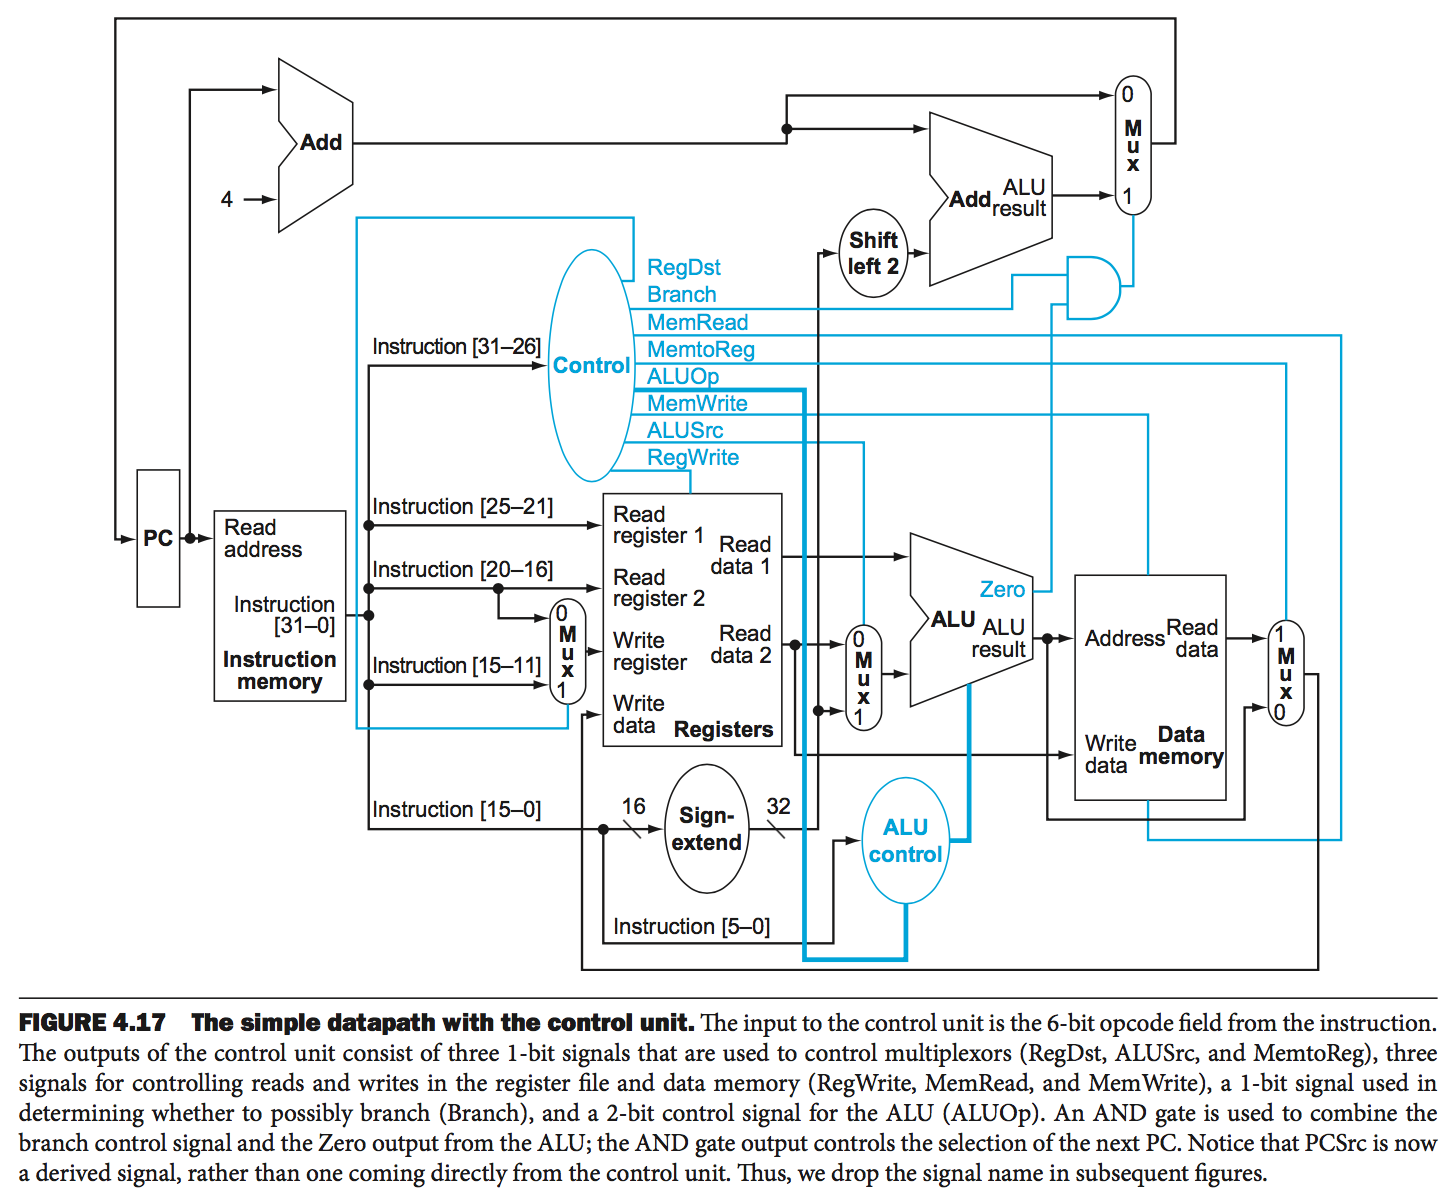 0
M
u
x
1
Add
4
Add
ALU
result
Shift
left 2
RegDst
Branch
MemRead
MemtoReg
ALUOp
MemWrite
ALUSrc
RegWrite
Control
Instruction [31–26]
Instruction [25–21]
Instruction [20–16]
Instruction [15–11]
Instruction [15–0]
Instruction [5–0]
PC
Read
address
Instruction
[31–0]
Instruction
memory
0
M
u
x
1
Read
register 1
Read
register 2
Write
register
Write
data
Read
data 1
Read
data 2
Registers
0
M
u
x
1
Zero
ALU
ALU
result
Address
Read
data
Write
data
Data
memory
1
M
u
x
0
16
Sign-
extend
32
ALU
control
FIGURE 4.17 The simple datapath with the control unit. The input to the control unit is the 6-bit opcode field from the instruction.
The outputs of the control unit consist of three 1-bit signals that are used to control multiplexors (RegDst, ALUSrc, and MemtoReg), three
signals for controlling reads and writes in the register file and data memory (RegWrite, MemRead, and MemWrite), a 1-bit signal used in
determining whether to possibly branch (Branch), and a 2-bit control signal for the ALU (ALUOp). An AND gate is used to combine the
branch control signal and the Zero output from the ALU; the AND gate output controls the selection of the next PC. Notice that PCSrc is now
a derived signal, rather than one coming directly from the control unit. Thus, we drop the signal name in subsequent figures.